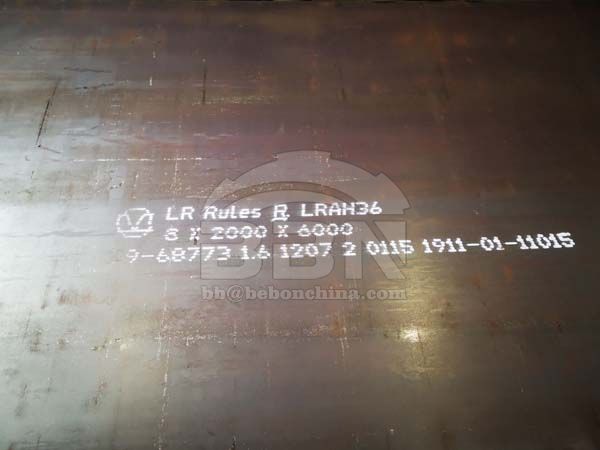 LR Rules R LRAH36
8 X 2000 X 6000
9-68773 1.6 1207 2 0115 1911-01-11015
BBN
bb@bebonchina.com